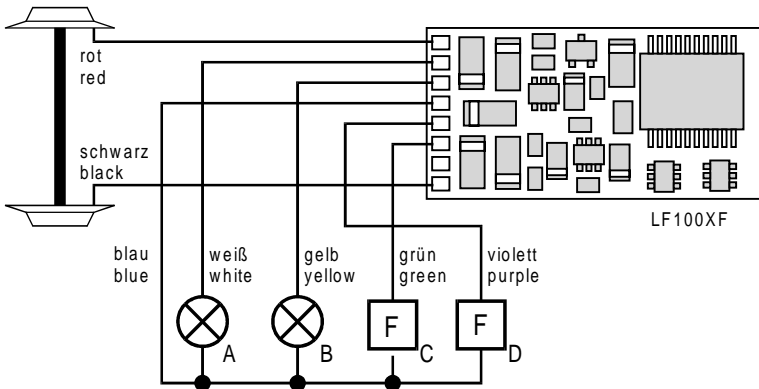 rot
red
schwarz
black
LF100XF
blau
blue
weiß
white
gelb
yellow
grün
green
violett
purple
A
B
F
C
F
D